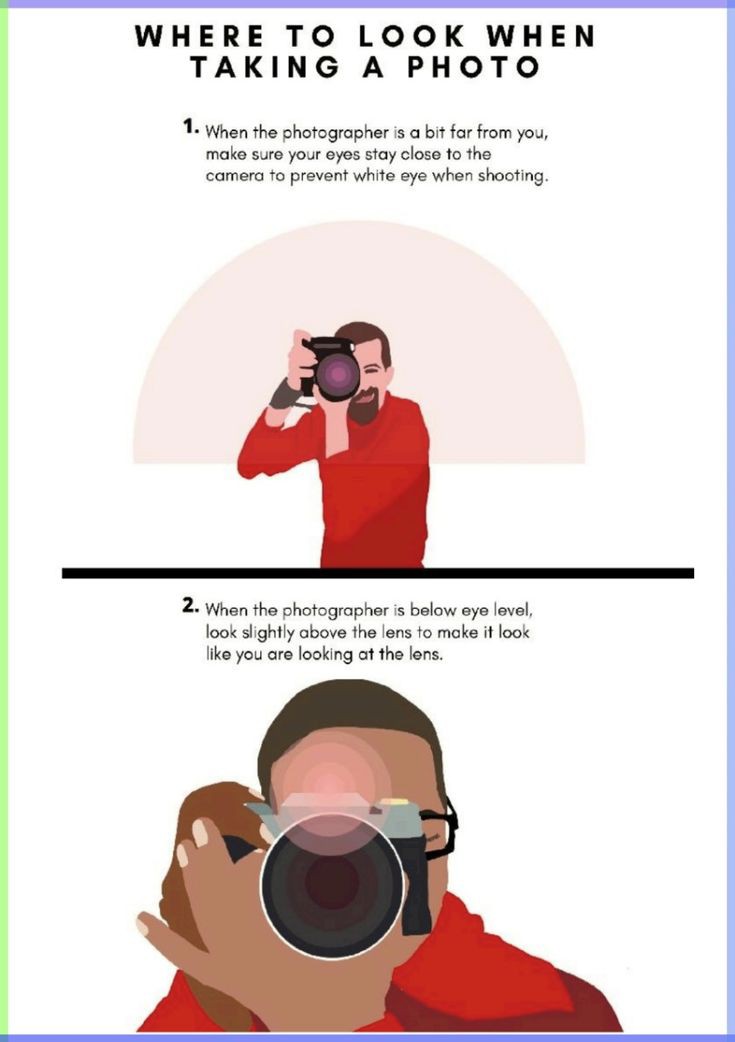 WHERE TO LOOK WHEN
TAKING A PHOTO
1. When the photographer is a bit far from you,
make sure your eyes stay close to the
camera to prevent white eye when shooting.
2. When the photographer is below eye level,
look slightly above the lens to make it look
like you are looking at the lens.